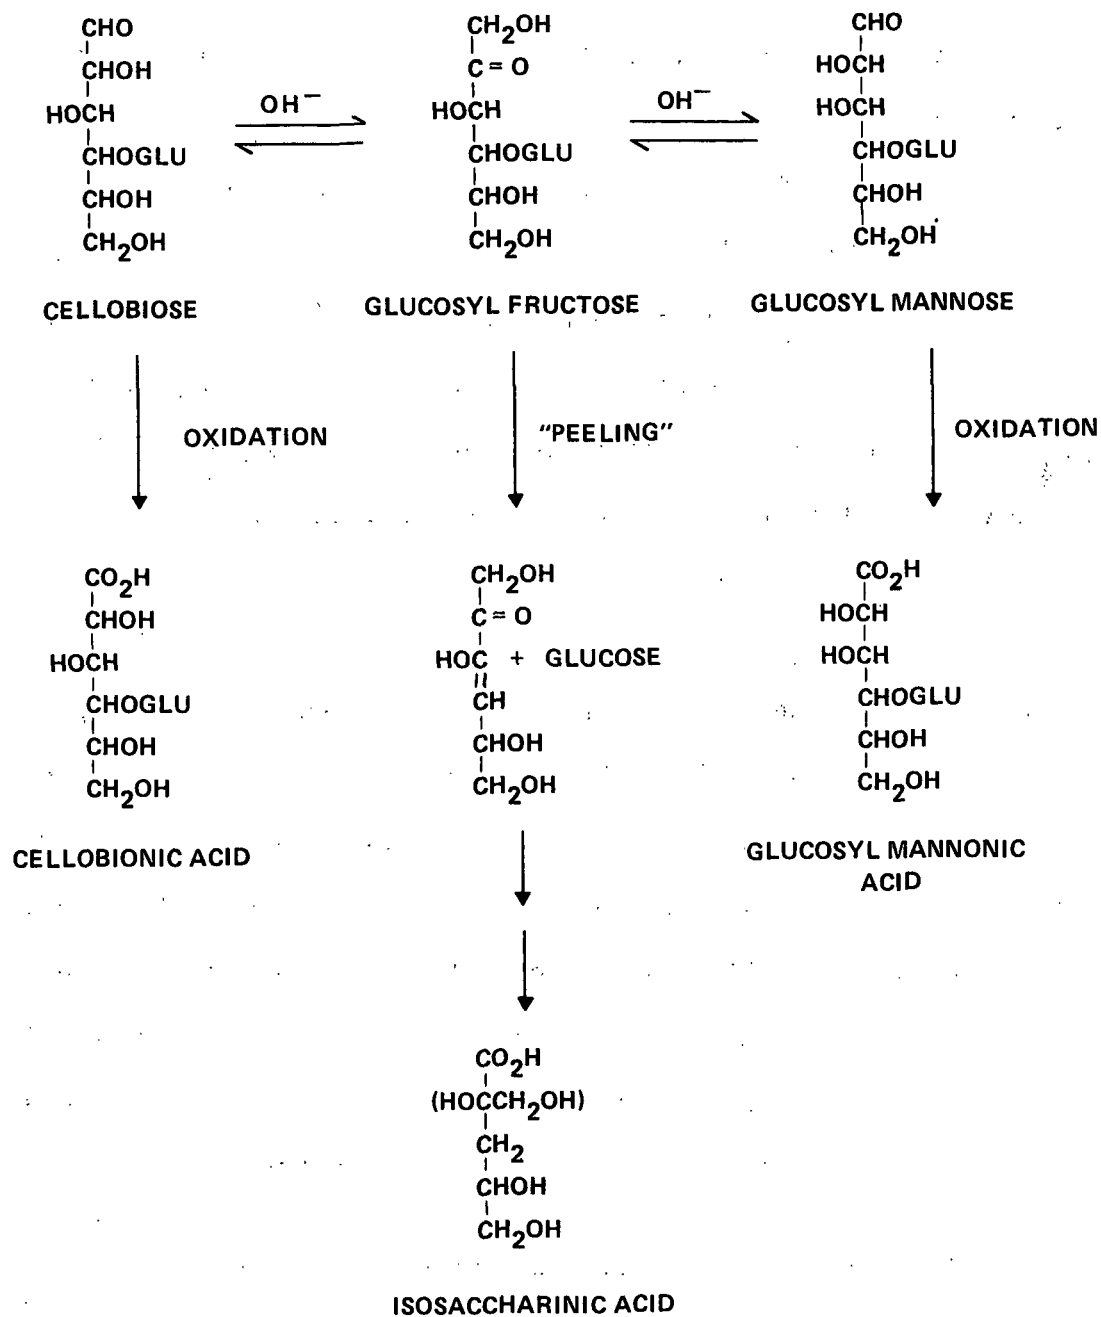 CHO
CHOH
HOCH
CHOGLU
CHOH
CH2OH
CELLOBIOSE
OH−
CH2OH
C=O
HOCH
CHOGLU
CHOH
CH2OH
GLUCOSYL FRUCTOSE
OH−
CHO
HOCH
HOCH
CHOGLU
CHOH
CH2OH
GLUCOSYL MANNOSE
OXIDATION
"PEELING"
OXIDATION
CO2H
CHOH
HOCH
CHOGLU
CHOH
CH2OH
CELLOBIONIC ACID
CH2OH
C=O
HOC + GLUCOSE
CH
CHOH
CH2OH
CO2H
HOCH
HOCH
CHOGLU
CHOH
CH2OH
GLUCOSYL MANNONIC
ACID
CO2H
(HOCCH2OH)
CH2
CHOH
CH2OH
ISOSACCHARINIC ACID